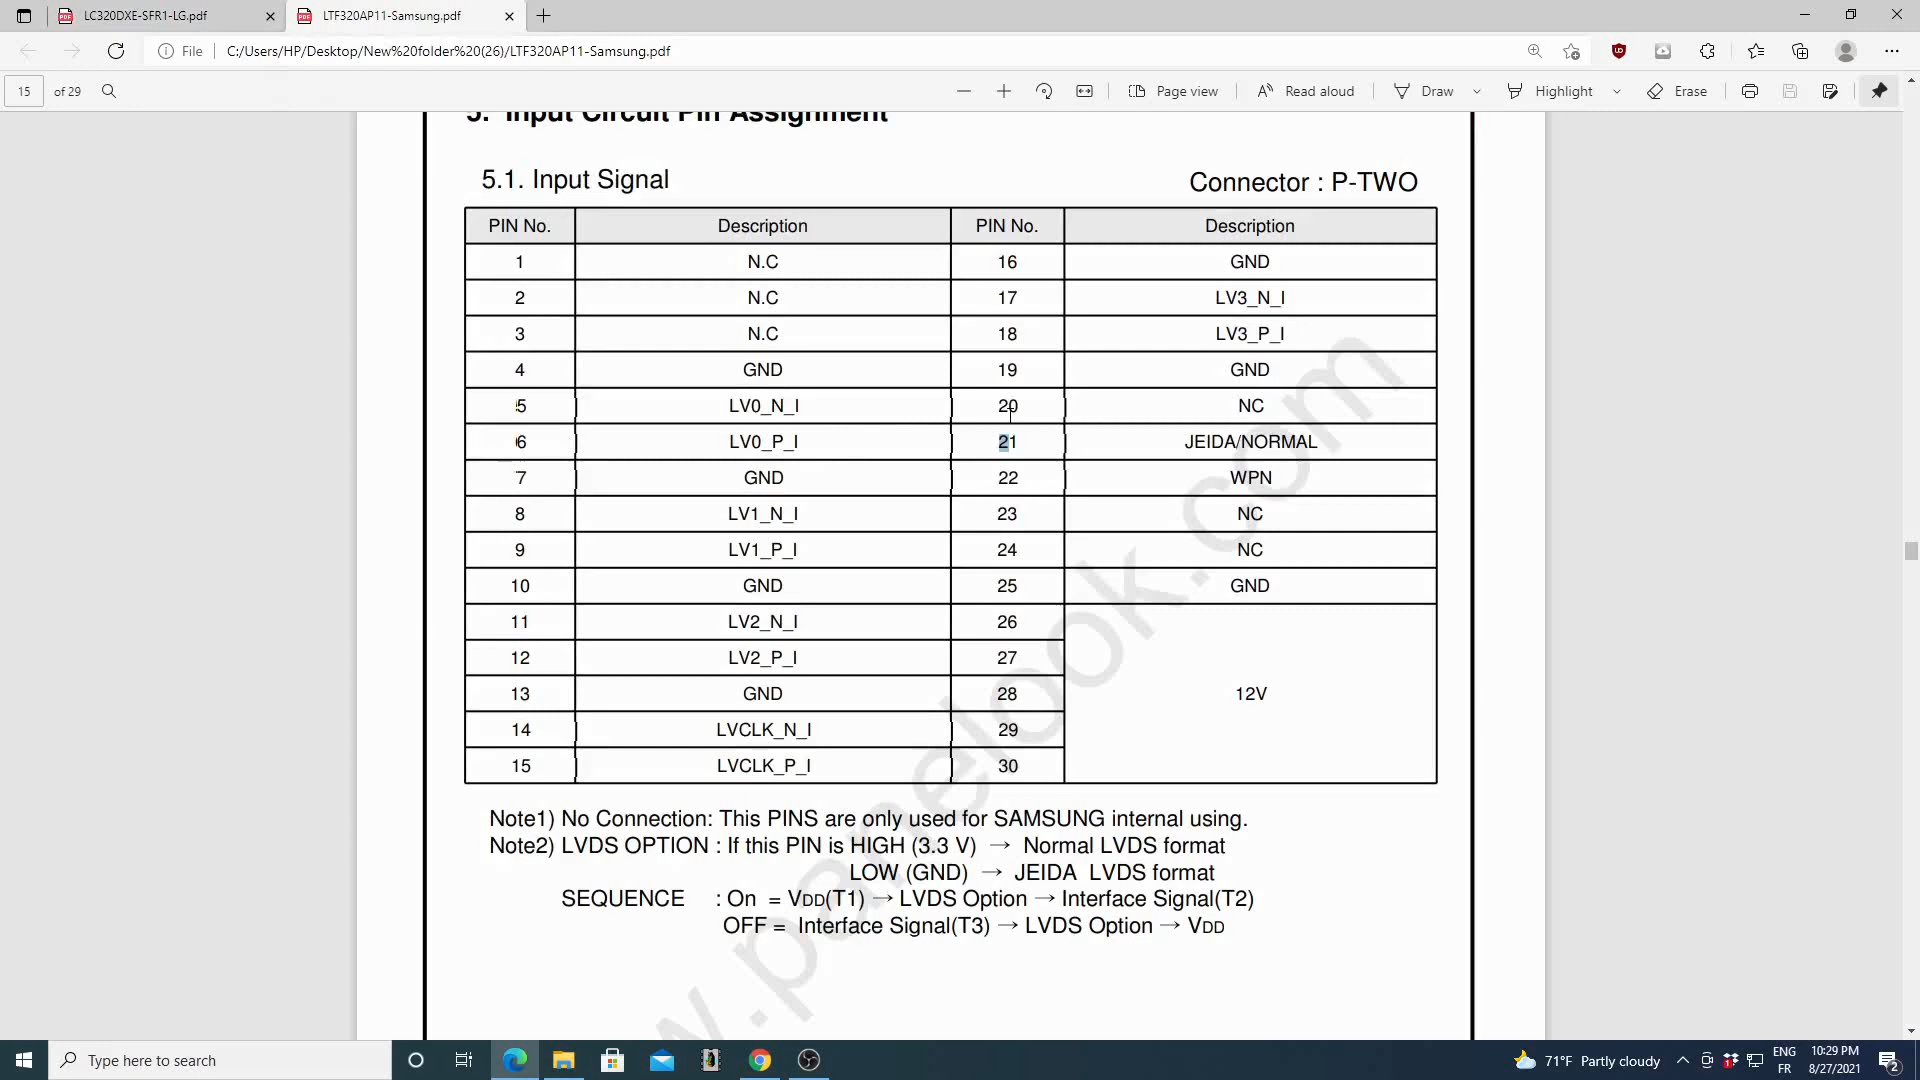 LC320DXE-SFR1-LG.pdf
LTF320AP11-Samsung.pdf
File
C:/Users/HP/Desktop/New%20folder%20(26)/LTF320AP11-Samsung.pdf
15 of 29
Page view
Read aloud
Draw
Highlight
Erase
5. Input Circuit Pin Assignment
5.1. Input Signal
Connector : P-TWO
PIN No. Description PIN No. Description
1 N.C 16 GND
2 N.C 17 LV3_N_I
3 N.C 18 LV3_P_I
4 GND 19 GND
5 LV0_N_I 20 NC
6 LV0_P_I 21 JEIDA/NORMAL
7 GND 22 WPN
8 LV1_N_I 23 NC
9 LV1_P_I 24 NC
10 GND 25 GND
11 LV2_N_I 26
12 LV2_P_I 27
13 GND 28 12V
14 LVCLK_N_I 29
15 LVCLK_P_I 30
Note1) No Connection: This PINS are only used for SAMSUNG internal using.
Note2) LVDS OPTION : If this PIN is HIGH (3.3 V) → Normal LVDS format
LOW (GND) → JEIDA LVDS format
SEQUENCE : On = VDD(T1) → LVDS Option → Interface Signal(T2)
OFF = Interface Signal(T3) → LVDS Option → VDD
w.panelook.com
Type here to search
71°F Partly cloudy
ENG
FR
10:29 PM
8/27/2021
2